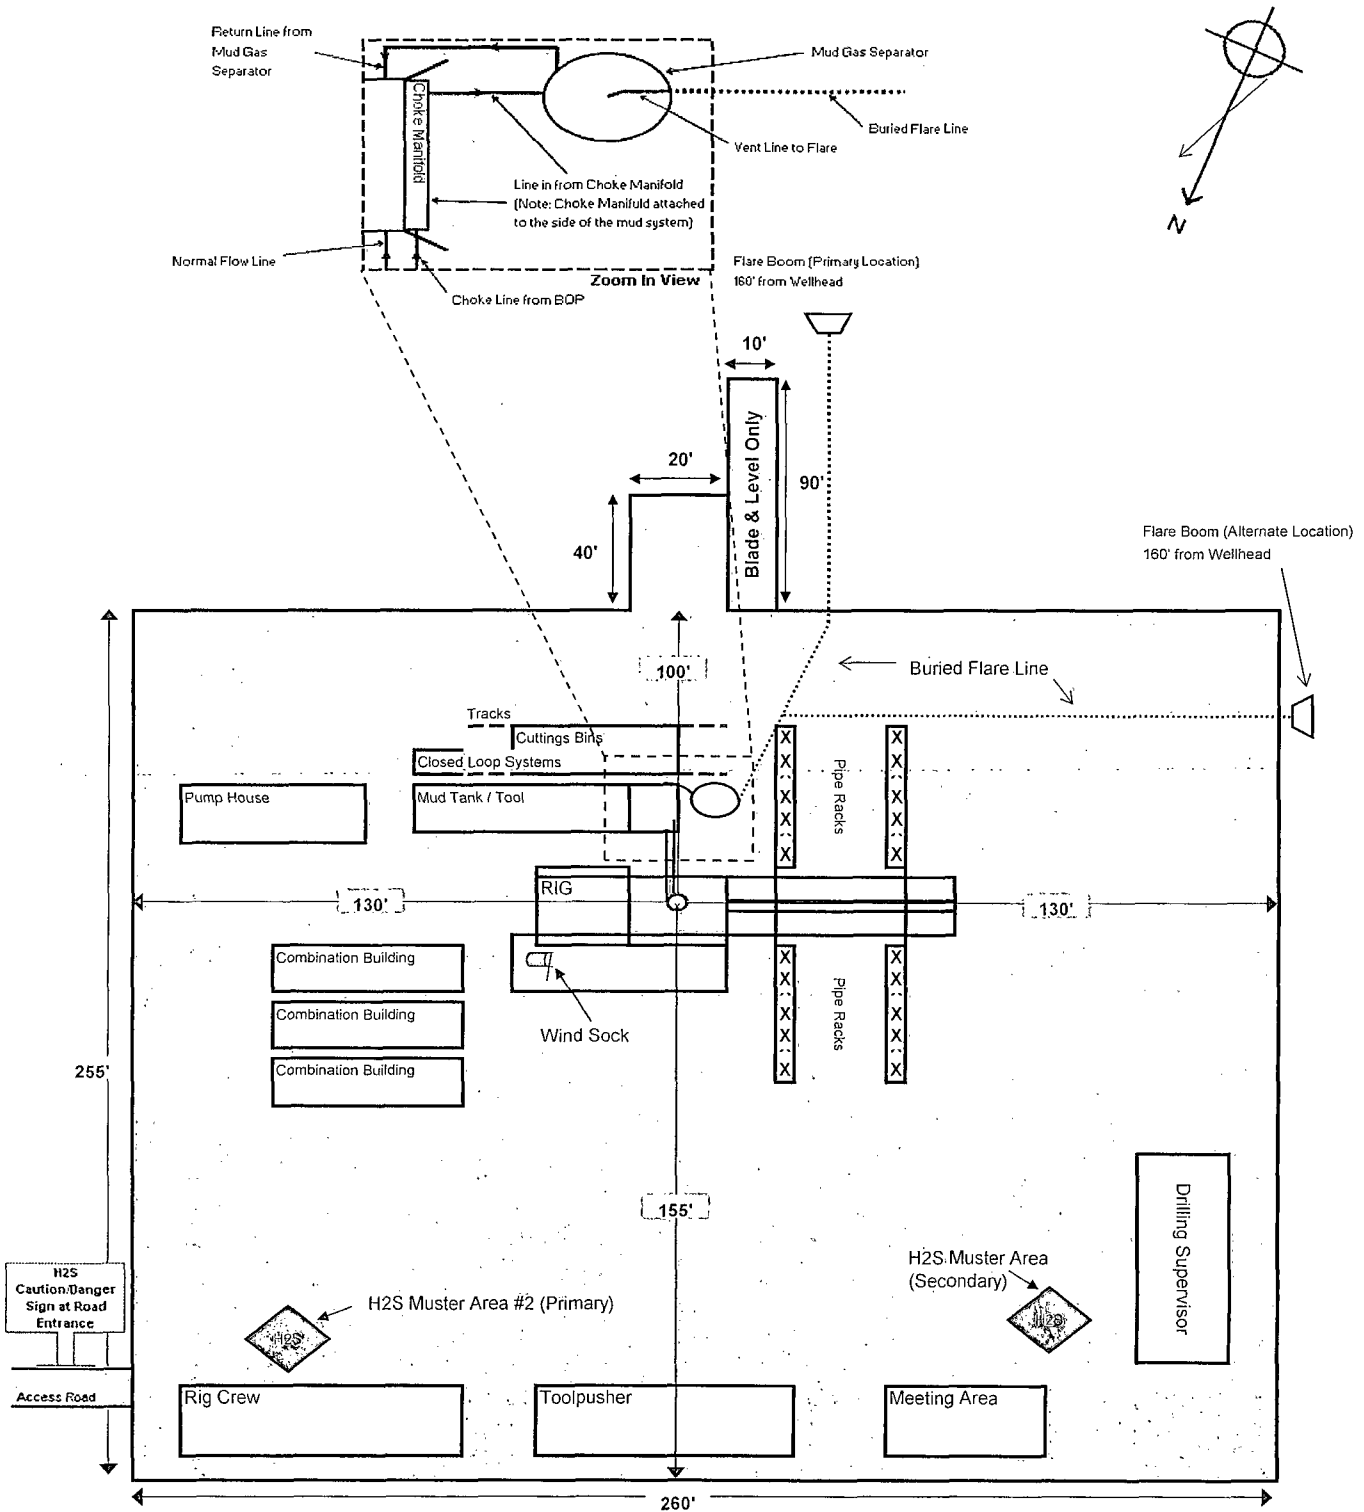 Return Line from
Mud Gas
Separator
Mud Gas Separator
Choke Manifold
Buried Flare Line
Vent Line to Flare
Line in from Choke Manifold
(Note: Choke Manifold attached
to the side of the mud system)
Normal Flow Line
Choke Line from BOP
Zoom In View
N
Flare Boom (Primary Location)
160' from Wellhead
10'
Blade & Level Only
90'
20'
40'
Flare Boom (Alternate Location)
160' from Wellhead
100'
Buried Flare Line
Tracks
Cuttings Bins
Closed Loop Systems
Pump House
Mud Tank / Tool
X
X
X
X
X
Pipe Racks
X
X
X
X
X
RIG
130'
130'
Combination Building
Combination Building
Combination Building
Wind Sock
X
X
X
X
X
Pipe Racks
X
X
X
X
X
255'
155'
Drilling Supervisor
H2S
Caution/Danger
Sign at Road
Entrance
H2S Muster Area #2 (Primary)
H2S
H2S Muster Area
(Secondary)
H2S
Access Road
Rig Crew
Toolpusher
Meeting Area
260'